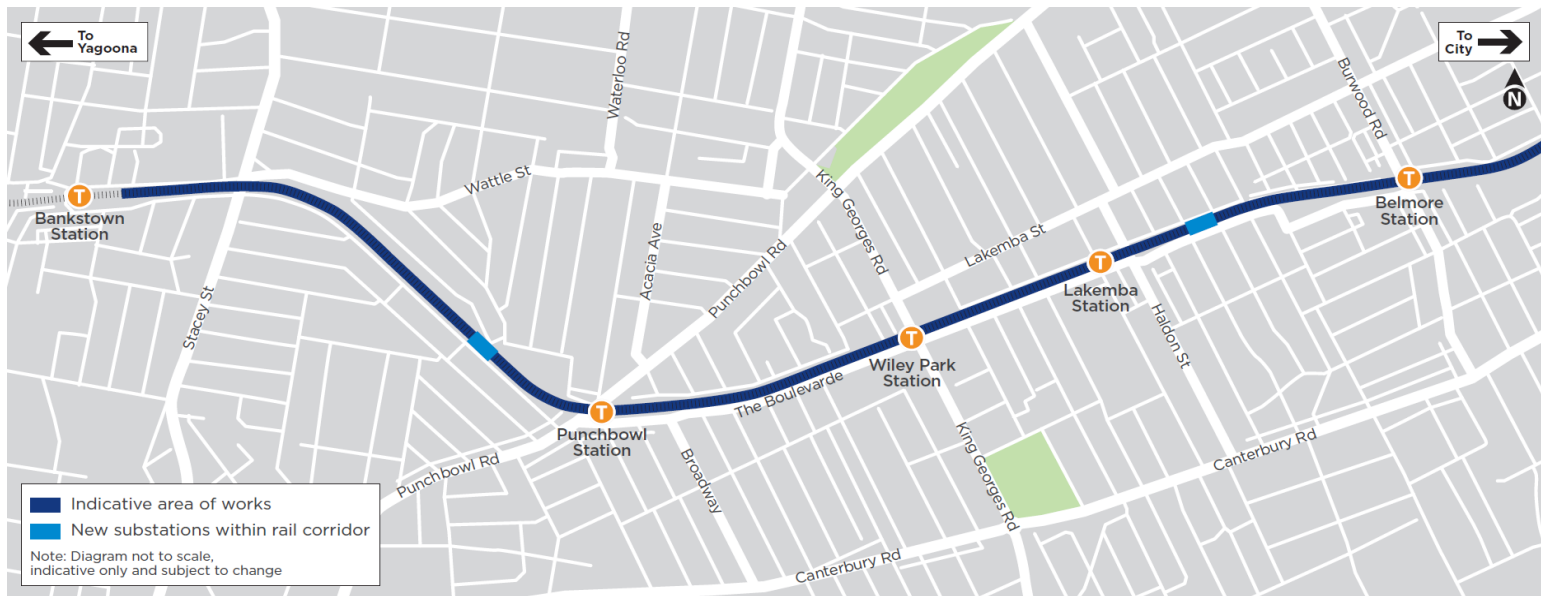 To
Yagoona
To
City
N
Waterloo Rd
Burwood Rd
Wattle St
T
Bankstown
Station
King Georges Rd
T
Belmore
Station
Acacia Ave
Punchbowl Rd
Lakemba St
T
Lakemba
Station
Stacey St
Haldon St
T
Wiley Park
Station
The Boulevarde
T
Punchbowl
Station
Punchbowl Rd
Broadway
King Georges Rd
Canterbury Rd
Canterbury Rd
Indicative area of works
New substations within rail corridor
Note: Diagram not to scale,
indicative only and subject to change